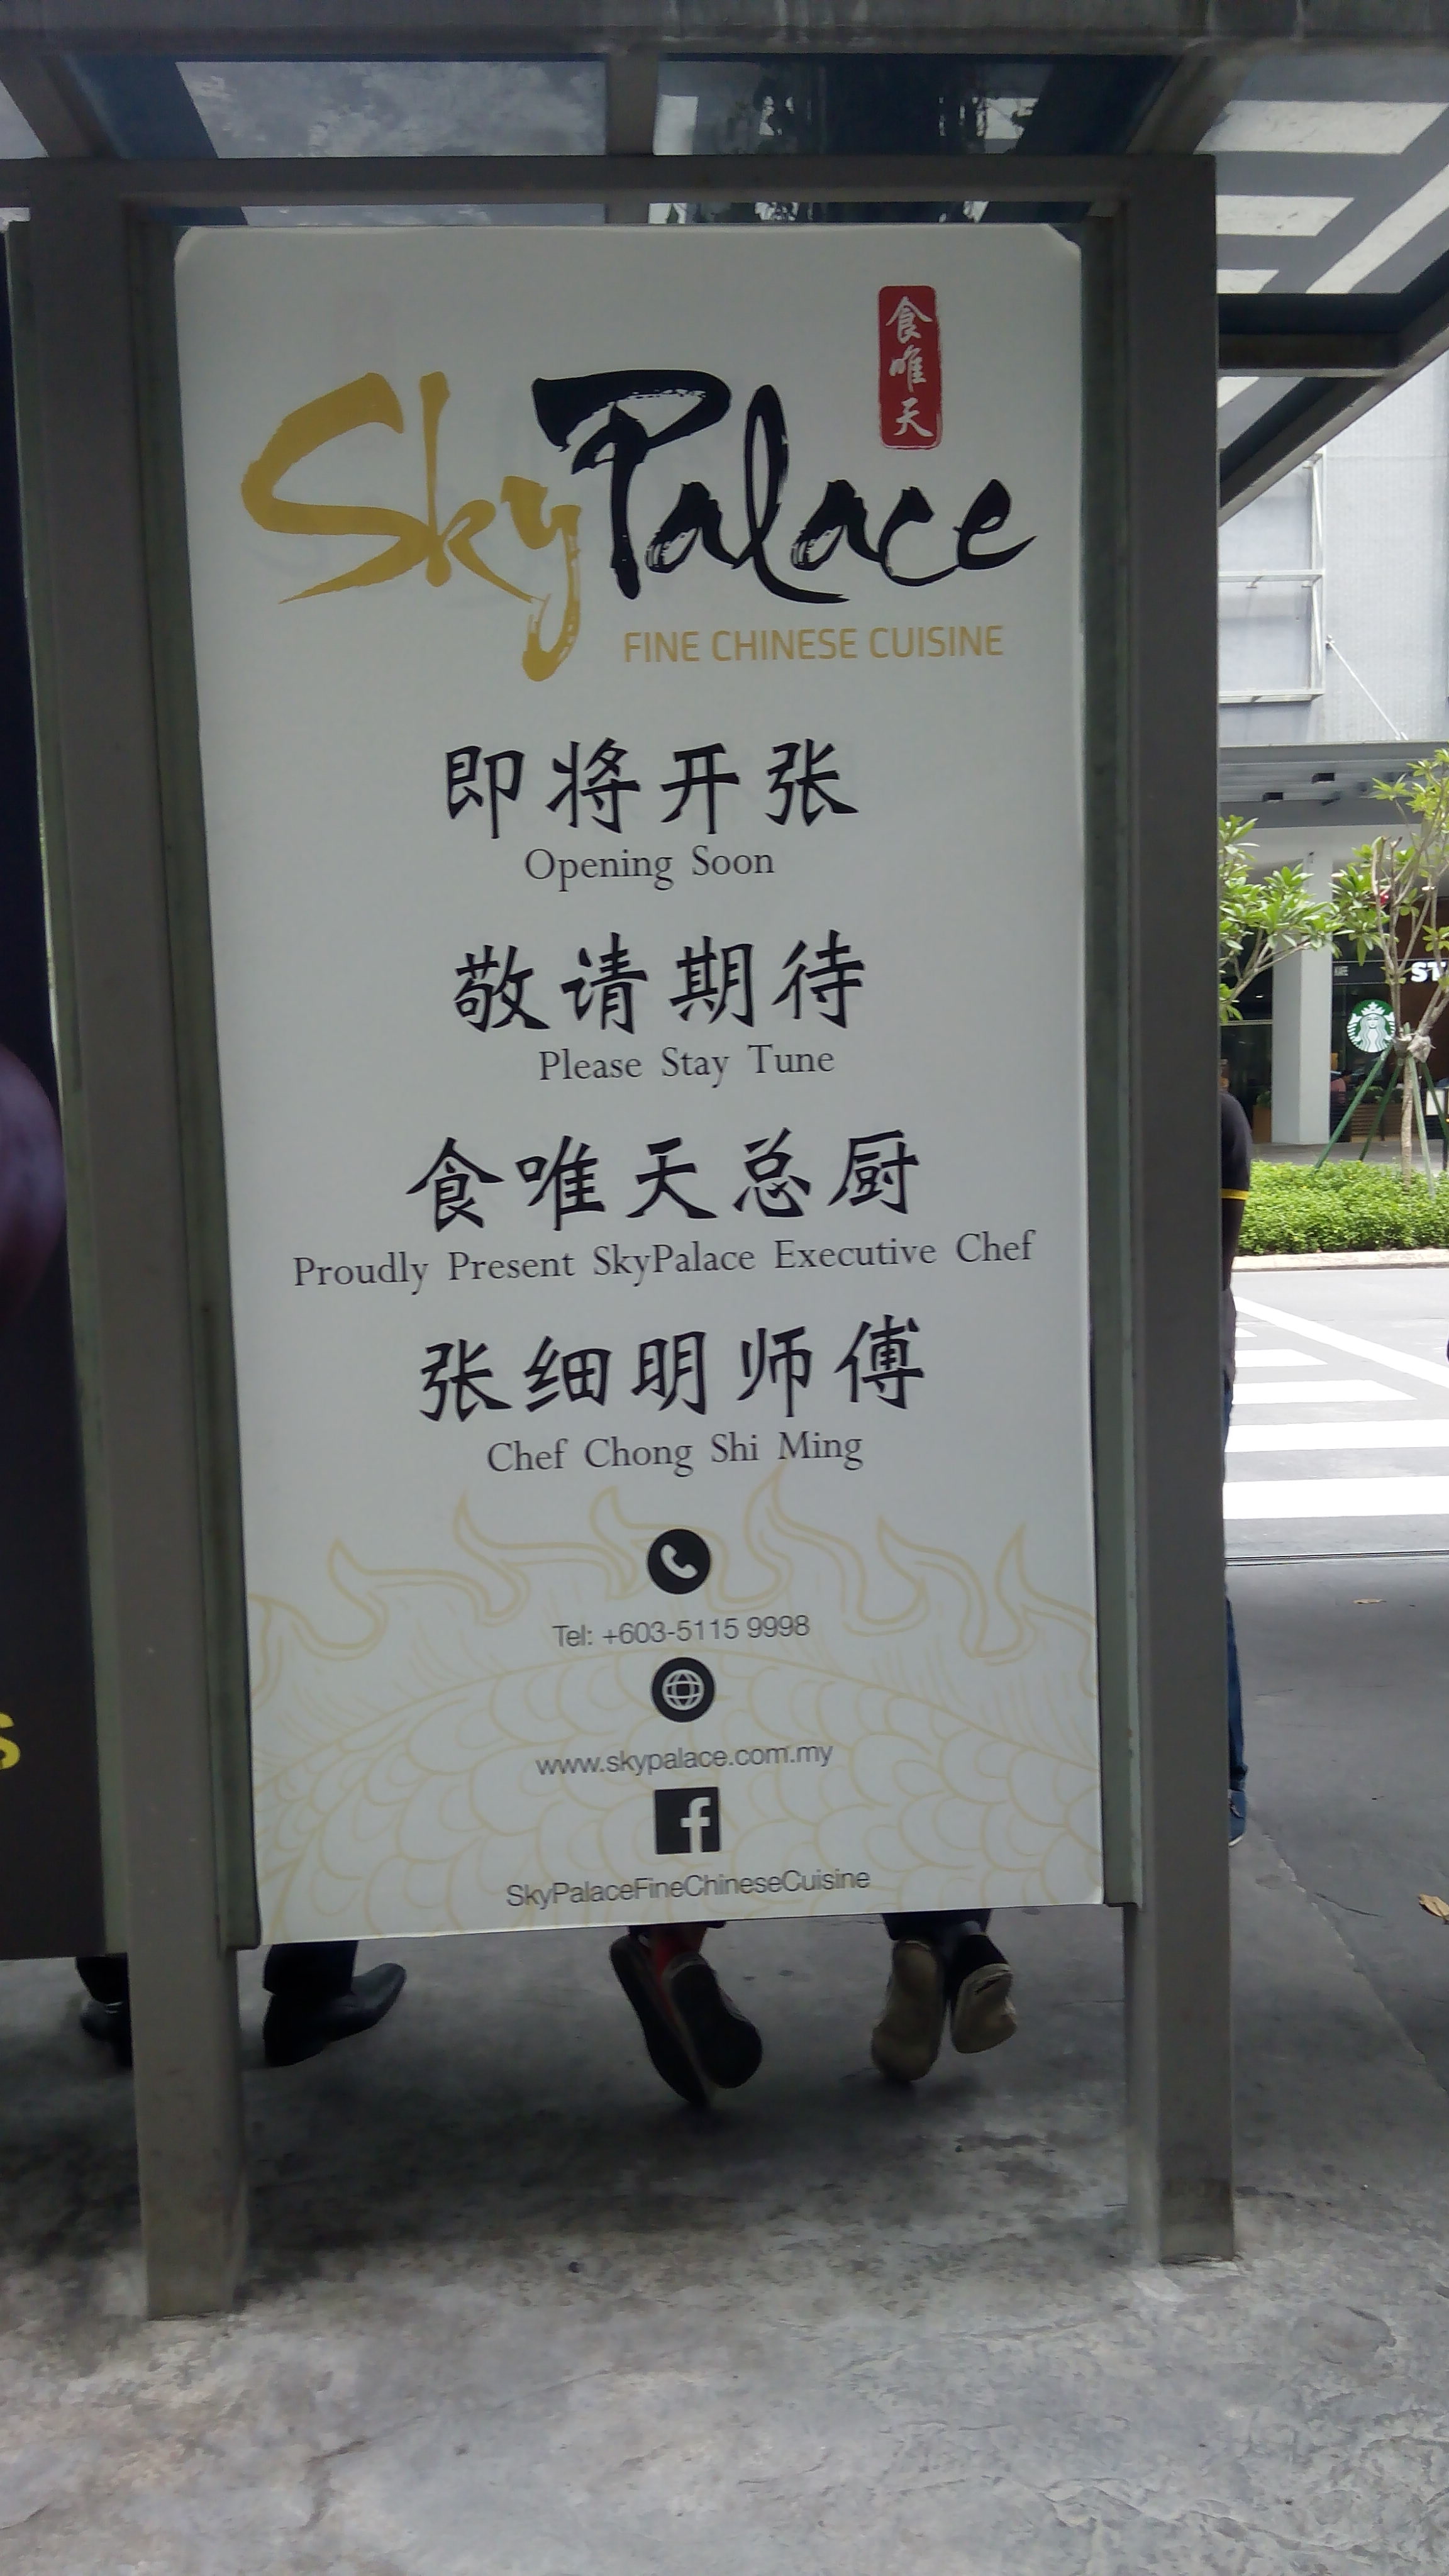 食唯天
SkyPalace
FINE CHINESE CUISINE
即将开张
Opening Soon
敬请期待
Please Stay Tune
食唯天总厨
Proudly Present SkyPalace Executive Chef
张细明师傅
Chef Chong Shi Ming
Tel: +603-5115 9998
www.skypalace.com.my
f
SkyPalaceFineChineseCuisine